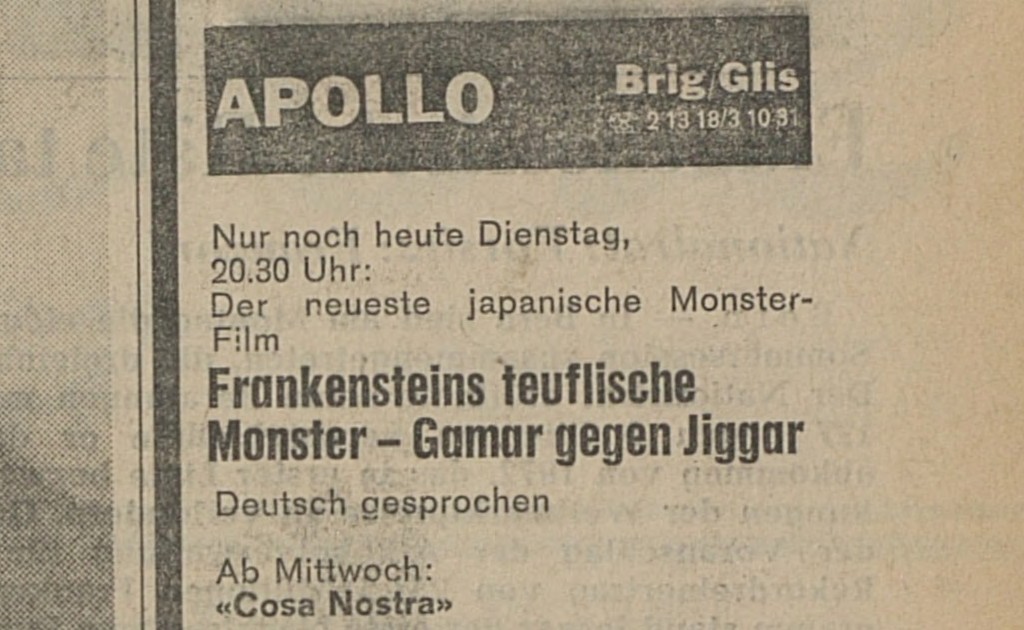 APOLLO
Brig/Glis
☏ 2 13 18/3 10 31
Nur noch heute Dienstag,
20.30 Uhr:
Der neueste japanische Monster-
Film
Frankensteins teuflische
Monster – Gamar gegen Jiggar
Deutsch gesprochen
Ab Mittwoch:
«Cosa Nostra»